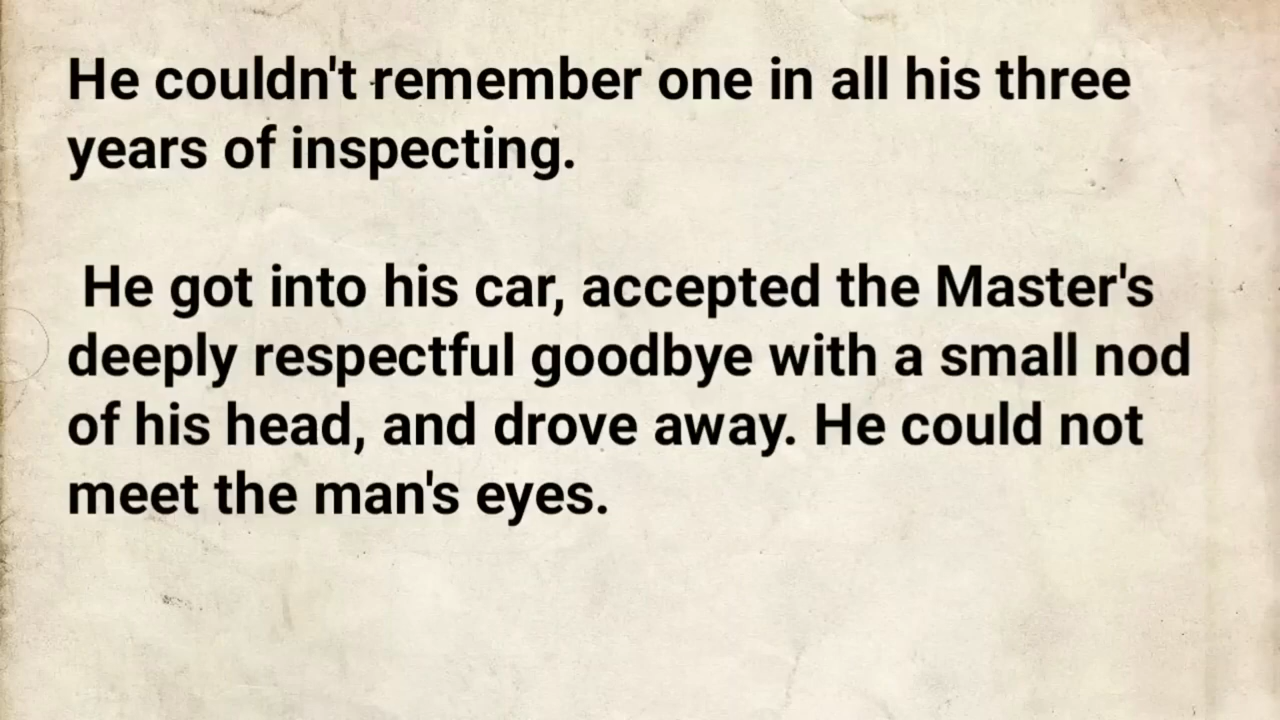 He couldn't remember one in all his three
years of inspecting.
He got into his car, accepted the Master's
deeply respectful goodbye with a small nod
of his head, and drove away. He could not
meet the man's eyes.